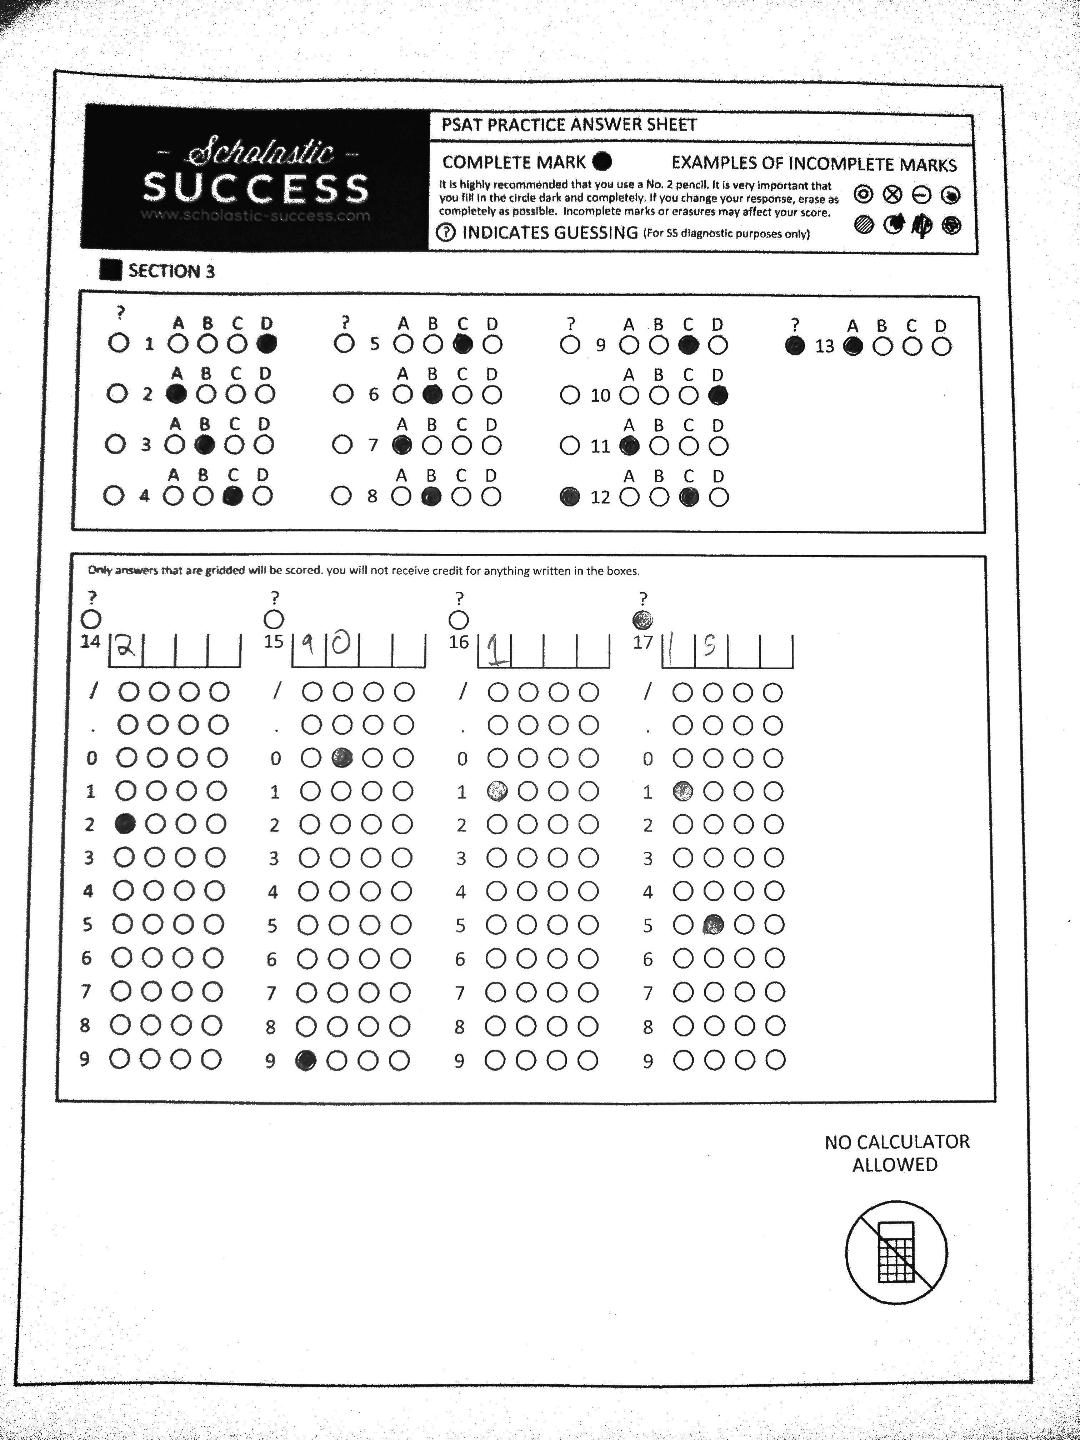 - Scholastic -
SUCCESS
www.scholastic-success.com
PSAT PRACTICE ANSWER SHEET
COMPLETE MARK EXAMPLES OF INCOMPLETE MARKS
It is highly recommended that you use a No. 2 pencil. It is very important that
you fill in the circle dark and completely. If you change your response, erase as
completely as possible. Incomplete marks or erasures may affect your score.
? INDICATES GUESSING (For SS diagnostic purposes only)
SECTION 3
? A B C D ? A B C D ? A B C D ? A B C D
1 5 9 13
A B C D A B C D A B C D
2 6 10
A B C D A B C D A B C D
3 7 11
A B C D A B C D A B C D
4 8 12
Only answers that are gridded will be scored. you will not receive credit for anything written in the boxes.
? ? ? ?
14 2 15 90 16 1 17 15
/ / / /
. . . .
0 0 0 0
1 1 1 1
2 2 2 2
3 3 3 3
4 4 4 4
5 5 5 5
6 6 6 6
7 7 7 7
8 8 8 8
9 9 9 9
NO CALCULATOR
ALLOWED